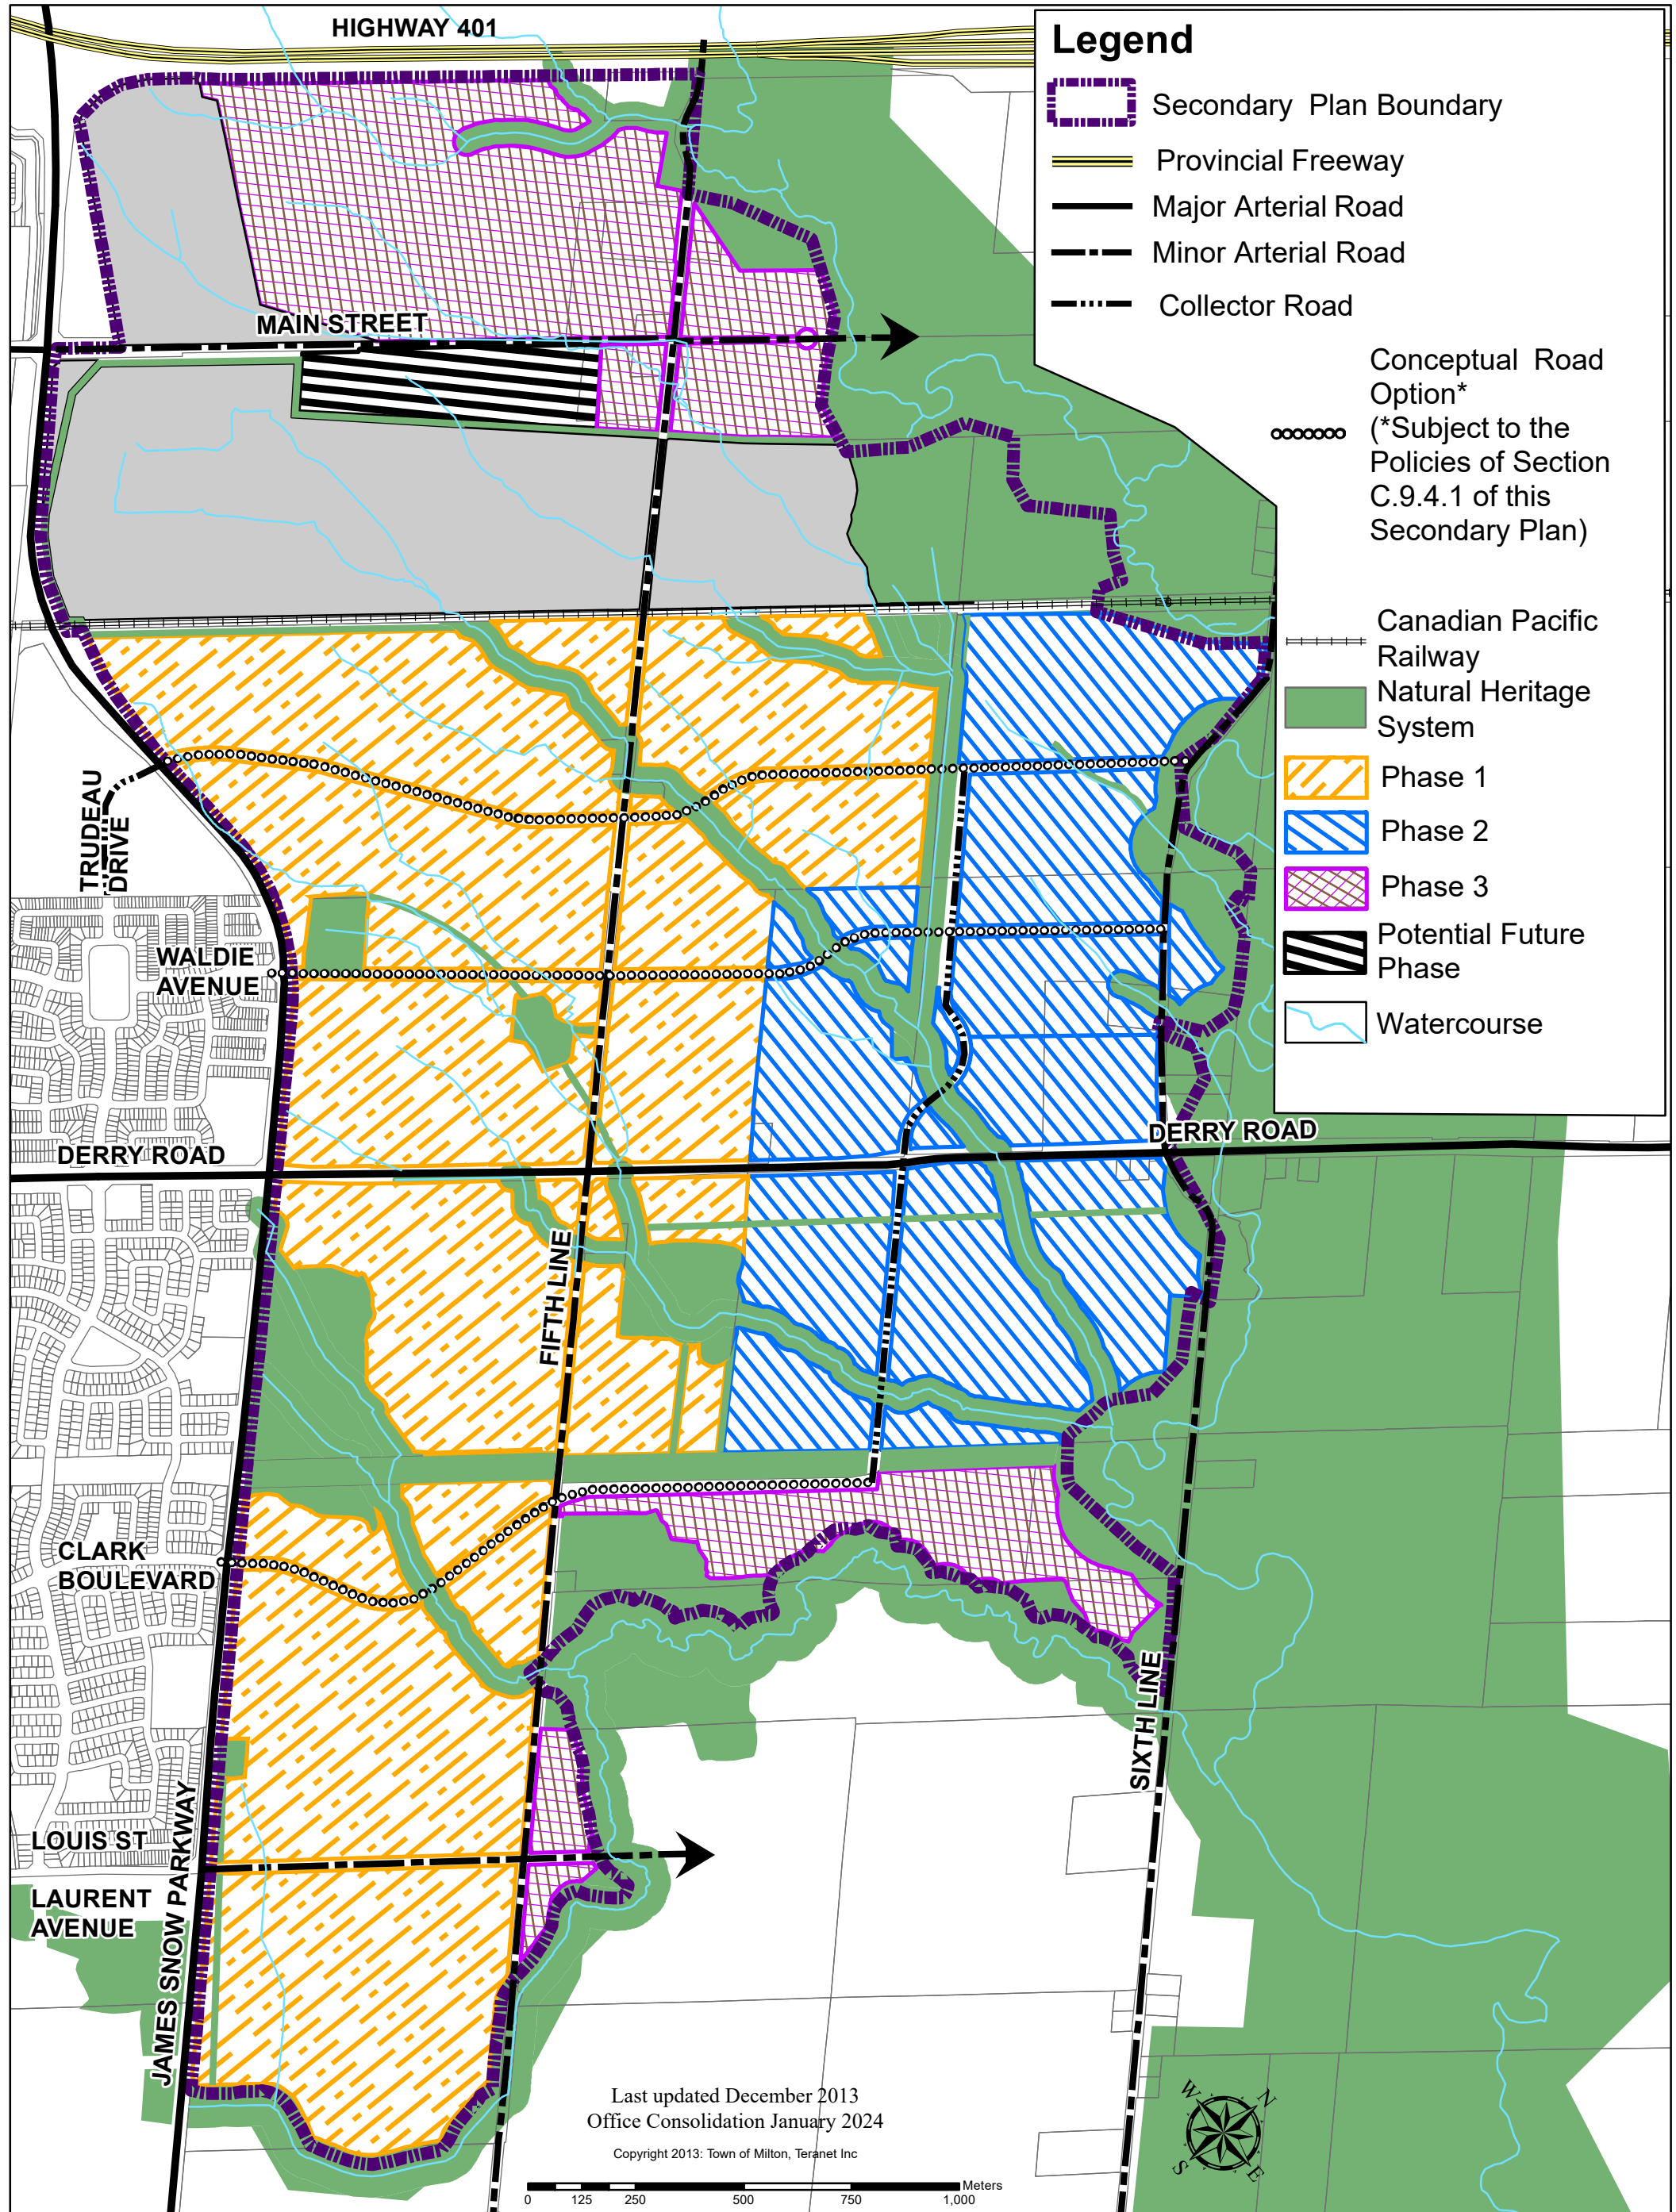 HIGHWAY 401
Legend
Secondary Plan Boundary
Provincial Freeway
Major Arterial Road
Minor Arterial Road
Collector Road
Conceptual Road
Option*
(*Subject to the
Policies of Section
C.9.4.1 of this
Secondary Plan)
Canadian Pacific
Railway
Natural Heritage
System
Phase 1
Phase 2
Phase 3
Potential Future
Phase
Watercourse
MAIN STREET
TRUDEAU
DRIVE
WALDIE
AVENUE
DERRY ROAD
DERRY ROAD
FIFTH LINE
CLARK
BOULEVARD
SIXTH LINE
JAMES SNOW PARKWAY
LOUIS ST
LAURENT
AVENUE
Last updated December 2013
Office Consolidation January 2024
Copyright 2013: Town of Milton, Teranet Inc
Meters
0 125 250 500 750 1,000
W N
S E